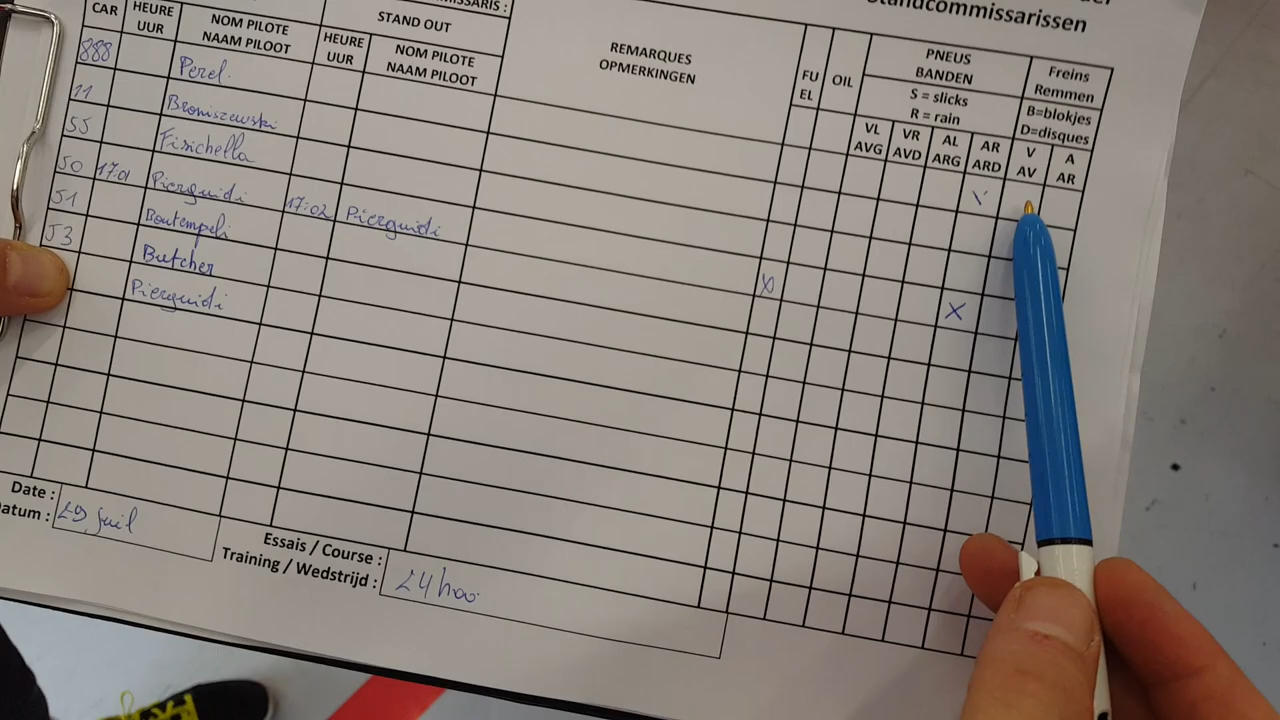 Standcommissarissen
CAR
HEURE
UUR
NOM PILOTE
NAAM PILOOT
STAND OUT
HEURE
UUR
NOM PILOTE
NAAM PILOOT
REMARQUES
OPMERKINGEN
FU
EL
OIL
PNEUS
BANDEN
S = slicks
R = rain
VL
AVG
VR
AVD
AL
ARG
AR
ARD
Freins
Remmen
B=blokjes
D=disques
V
AV
A
AR
888 Perel.
11 Broniszewski
55 Fisichella
50 17:01 Pierguidi 17:02 Pierguidi
51
53 Butcher
Pierguidi
X
X
Date :
Datum :
29 Juil
Essais / Course :
Training / Wedstrijd :